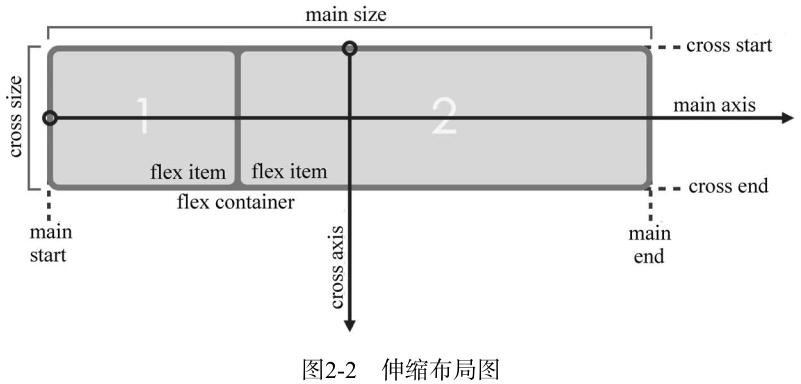 main size
cross start
cross size
1
2
main axis
flex item
flex item
cross end
flex container
main
start
cross axis
main
end
图2-2 伸缩布局图